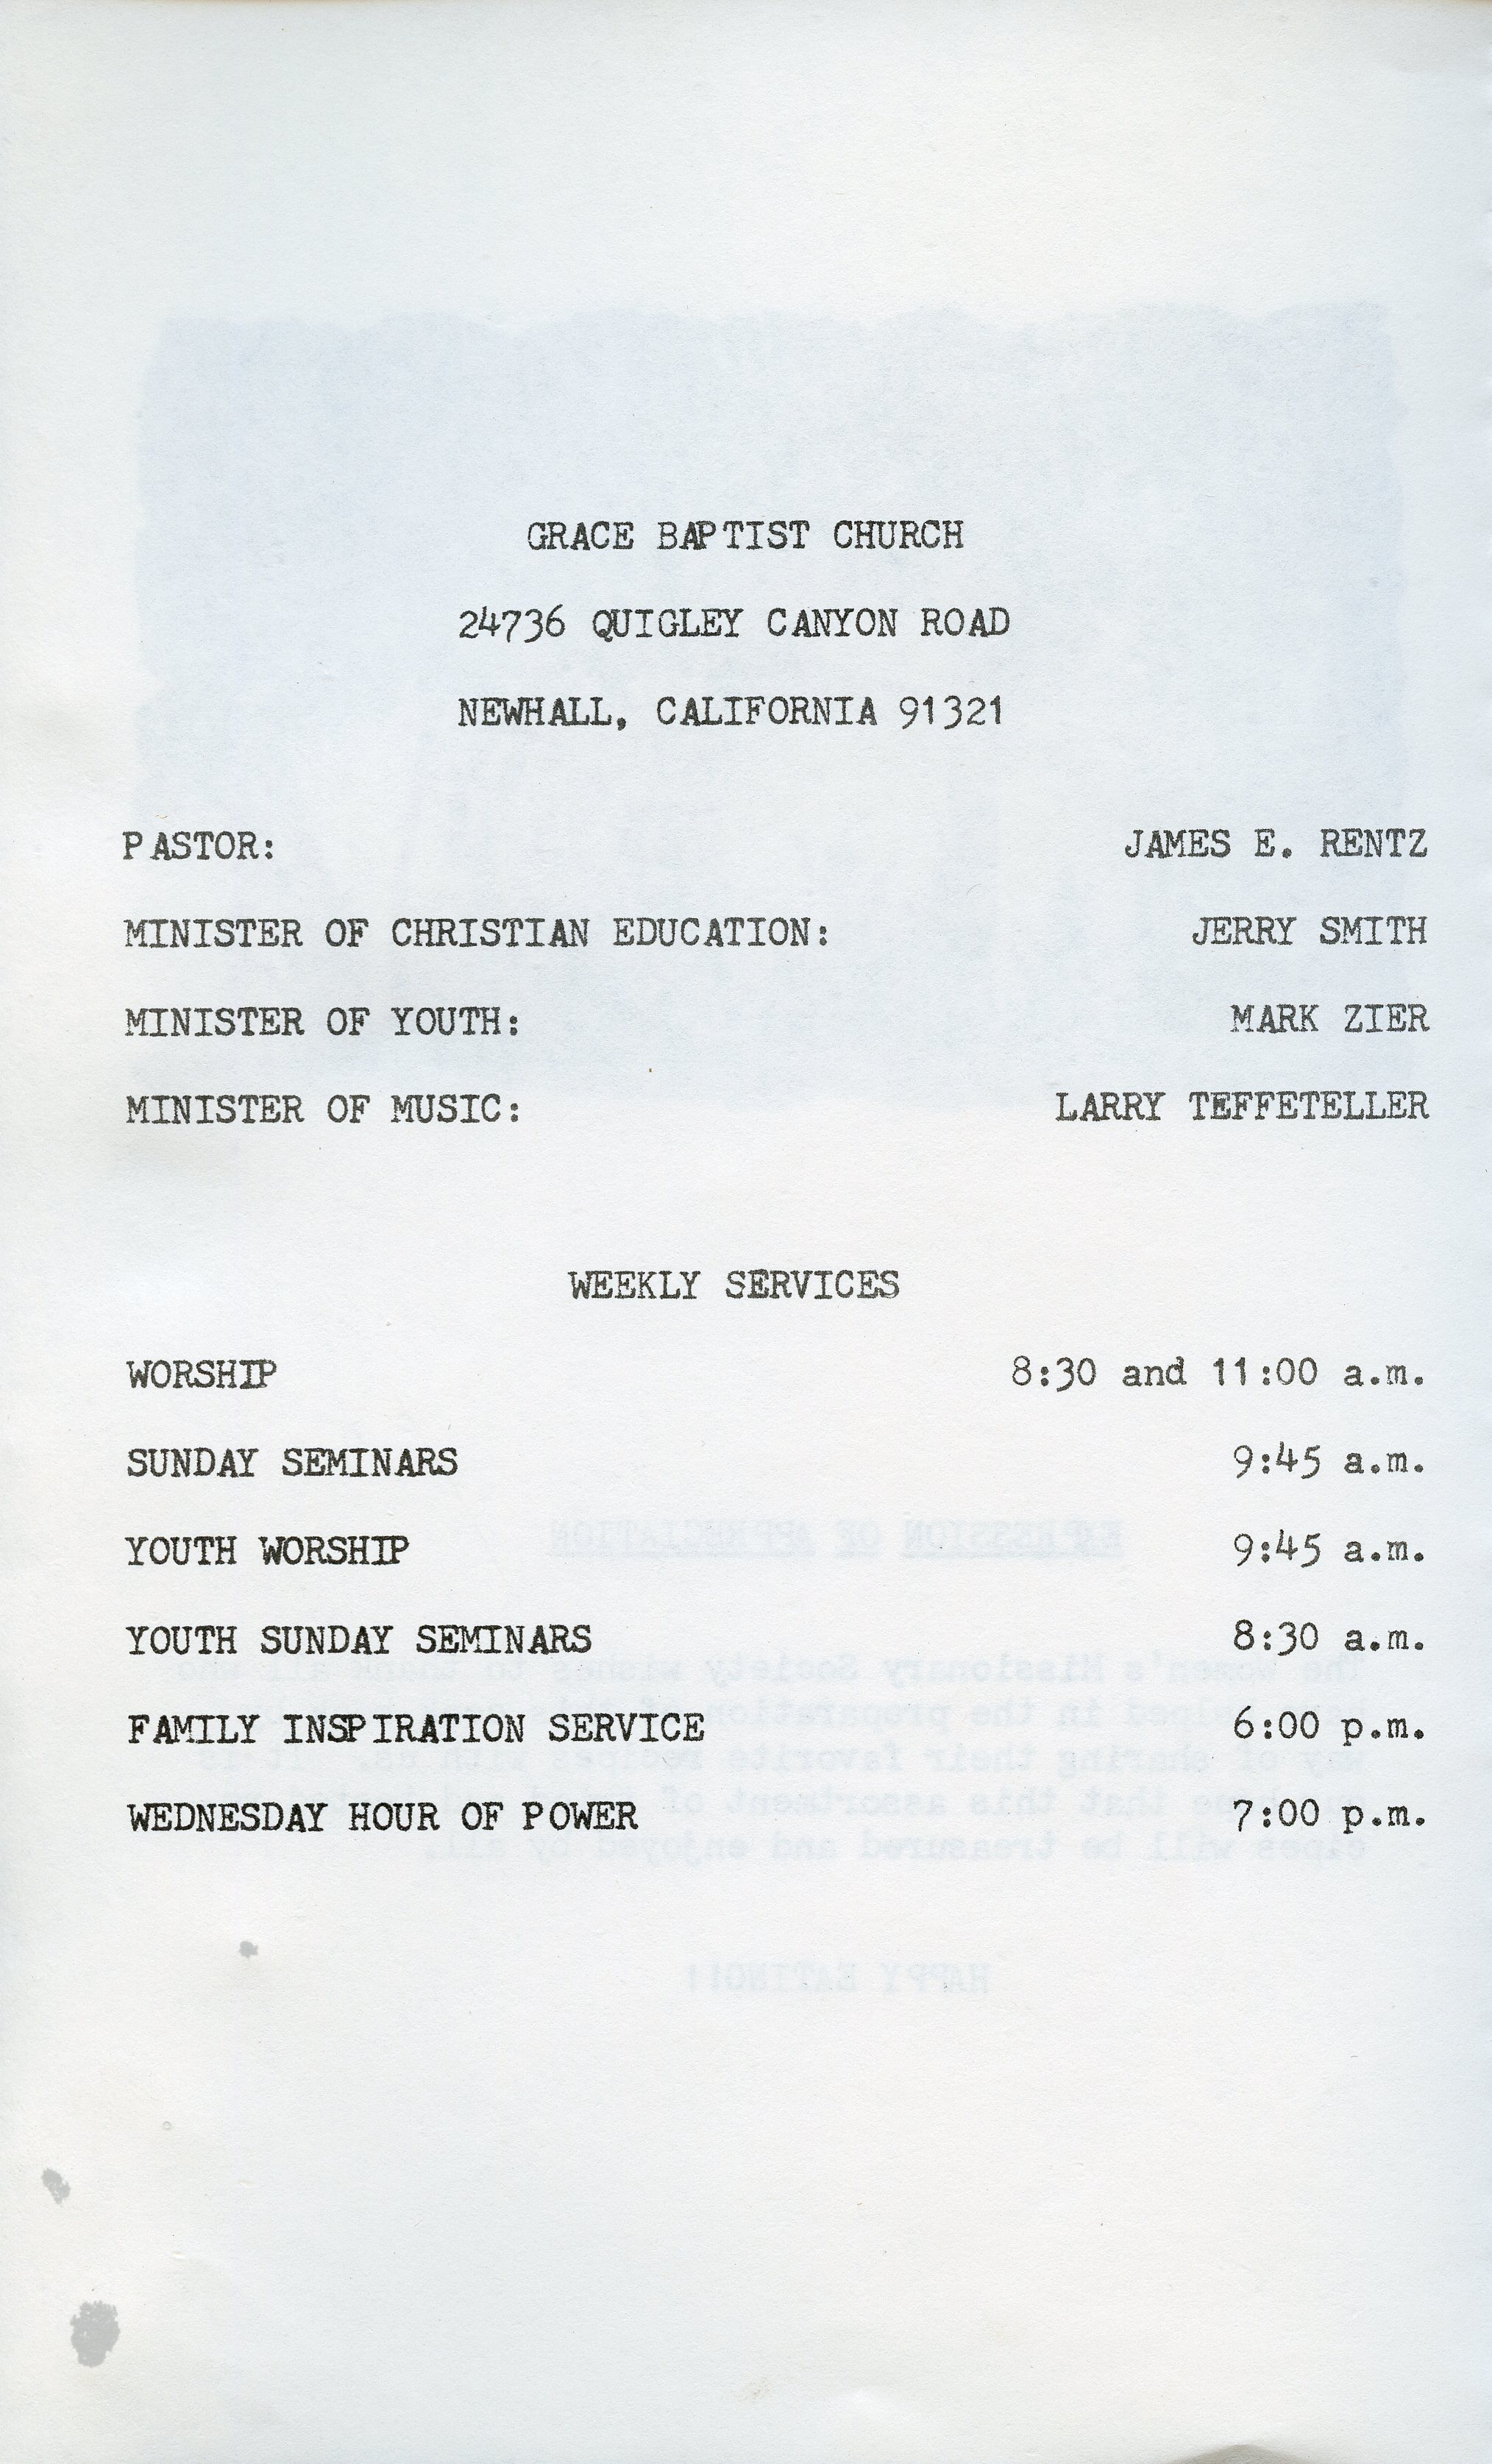 GRACE BAPTIST CHURCH
24736 QUIGLEY CANYON ROAD
NEWHALL, CALIFORNIA 91321
PASTOR: JAMES E. RENTZ
MINISTER OF CHRISTIAN EDUCATION: JERRY SMITH
MINISTER OF YOUTH: MARK ZIER
MINISTER OF MUSIC: LARRY TEFFETELLER
WEEKLY SERVICES
WORSHIP 8:30 and 11:00 a.m.
SUNDAY SEMINARS 9:45 a.m.
YOUTH WORSHIP 9:45 a.m.
YOUTH SUNDAY SEMINARS 8:30 a.m.
FAMILY INSPIRATION SERVICE 6:00 p.m.
WEDNESDAY HOUR OF POWER 7:00 p.m.